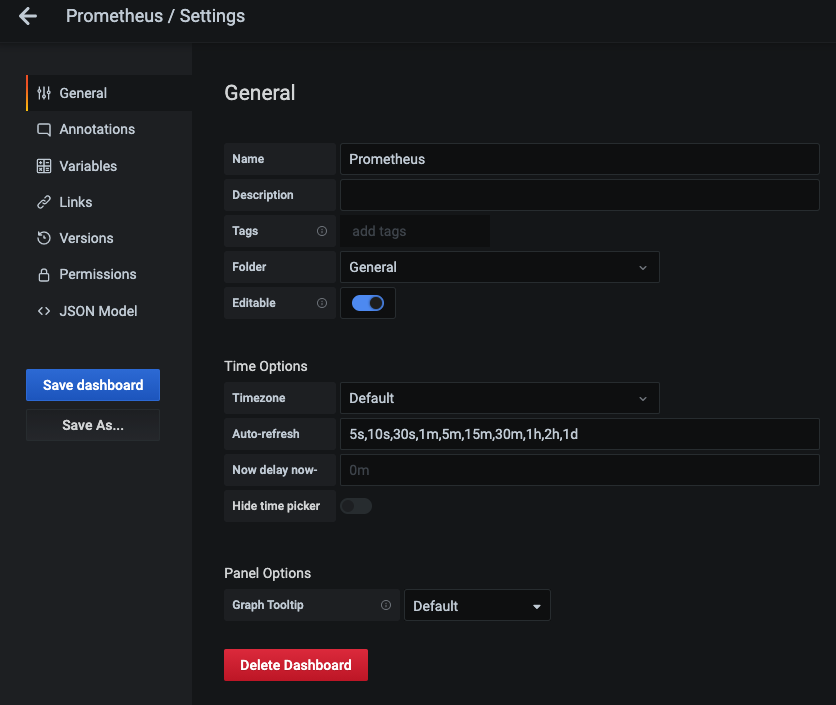 Prometheus / Settings
General
Annotations
Variables
Links
Versions
Permissions
JSON Model
Save dashboard
Save As...
General
Name
Prometheus
Description
Tags
add tags
Folder
General
Editable
Time Options
Timezone
Default
Auto-refresh
5s,10s,30s,1m,5m,15m,30m,1h,2h,1d
Now delay now-
0m
Hide time picker
Panel Options
Graph Tooltip
Default
Delete Dashboard